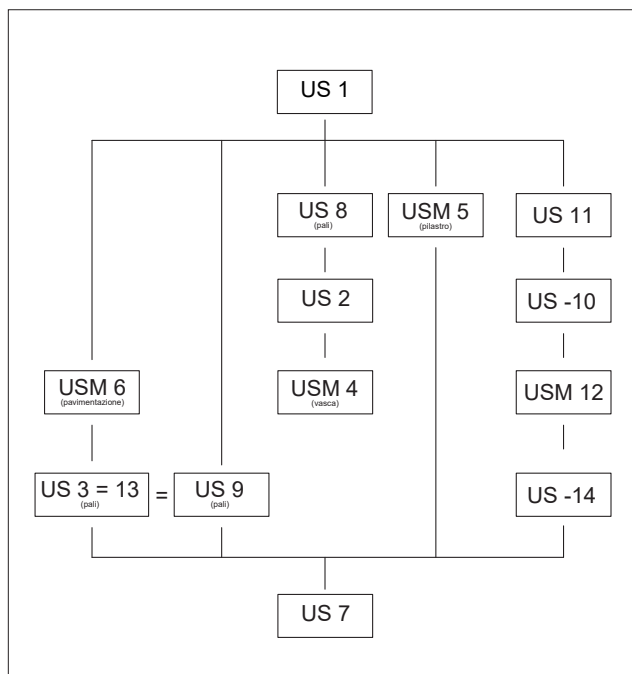 US 1
US 8
(pali)
USM 5
(pilastro)
US 11
US 2
US -10
USM 6
(pavimentazione)
USM 4
(vasca)
USM 12
US 3 = 13
(pali)
=
US 9
(pali)
US -14
US 7